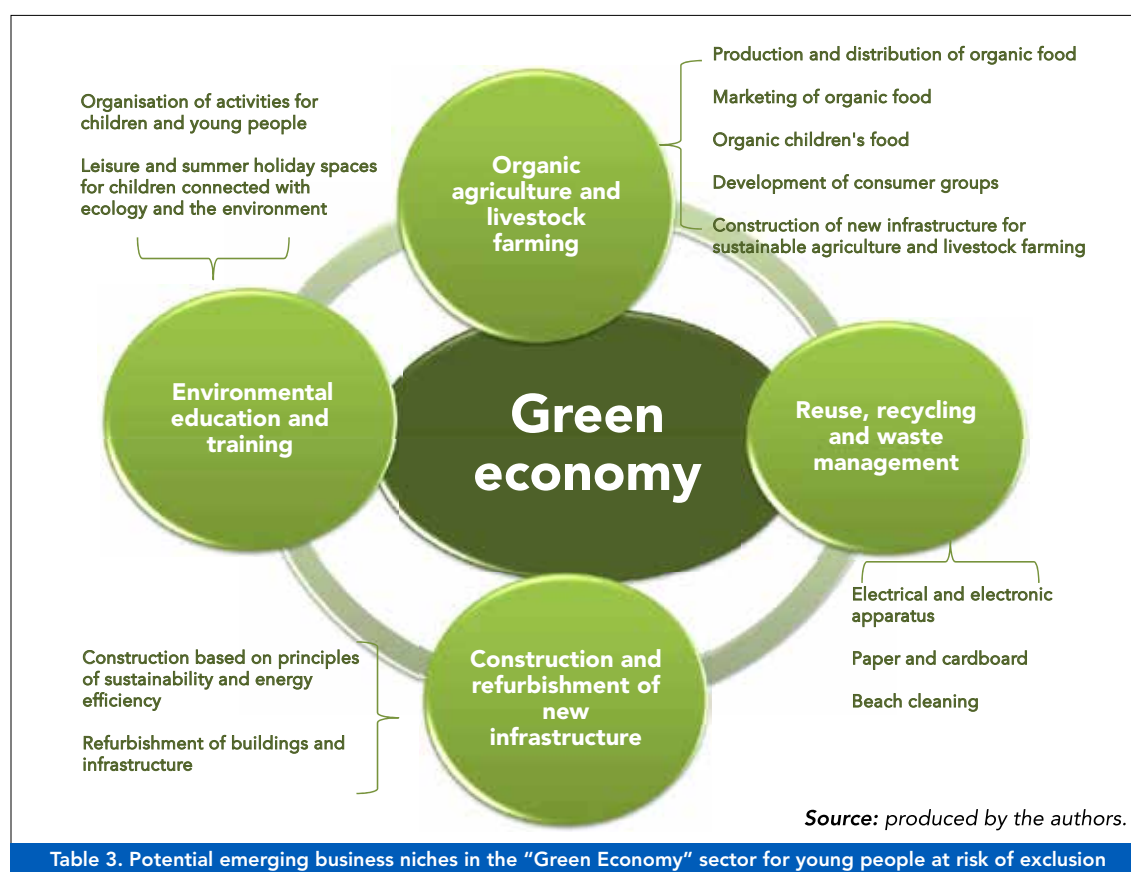 Production and distribution of organic food
Marketing of organic food
Organic children's food
Development of consumer groups
Construction of new infrastructure for
sustainable agriculture and livestock farming
Organisation of activities for
children and young people
Leisure and summer holiday spaces
for children connected with
ecology and the environment
Organic
agriculture and
livestock
farming
Environmental
education and
training
Green
economy
Reuse, recycling
and waste
management
Electrical and electronic
apparatus
Paper and cardboard
Beach cleaning
Construction based on principles
of sustainability and energy
efficiency
Refurbishment of buildings and
infrastructure
Construction and
refurbishment of
new
infrastructure
Source: produced by the authors.
Table 3. Potential emerging business niches in the “Green Economy” sector for young people at risk of exclusion